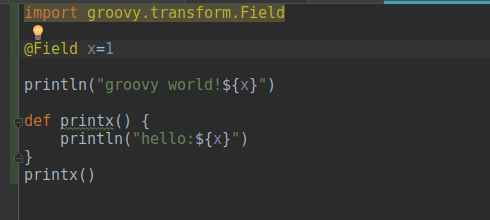 import groovy.transform.Field
@Field x=1
println("groovy world!${x}")
def printx() {
    println("hello:${x}")
}
printx()